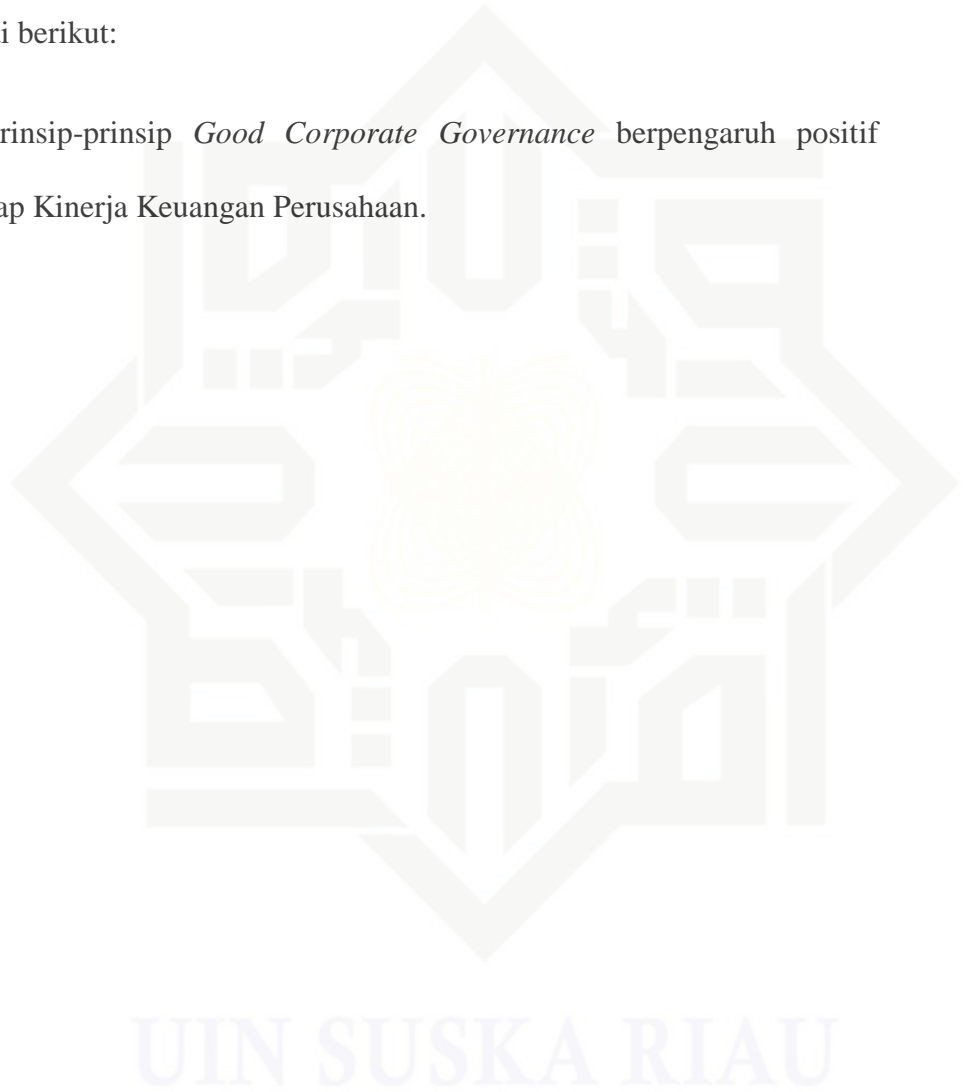 i berikut:
rinsip-prinsip Good Corporate Governance berpengaruh positif
ap Kinerja Keuangan Perusahaan.
UIN SUSKA RIAU